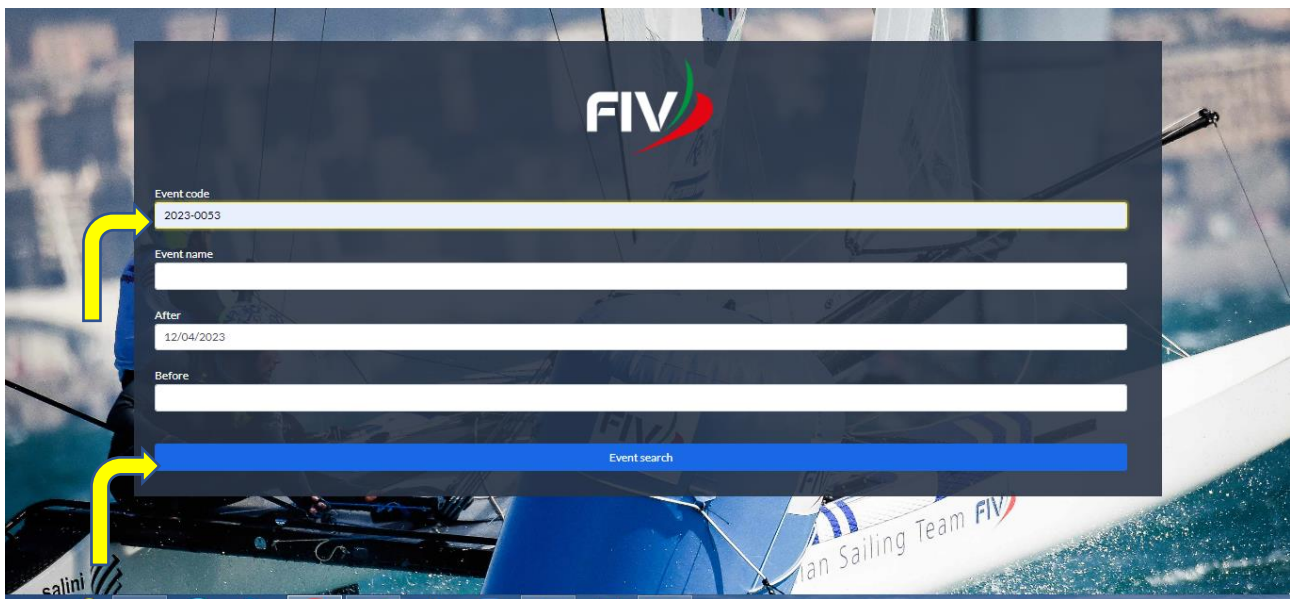 FIV
Event code
2023-0053
Event name
After
12/04/2023
Before
Event search
FIV
ian Sailing Team FIV
salini